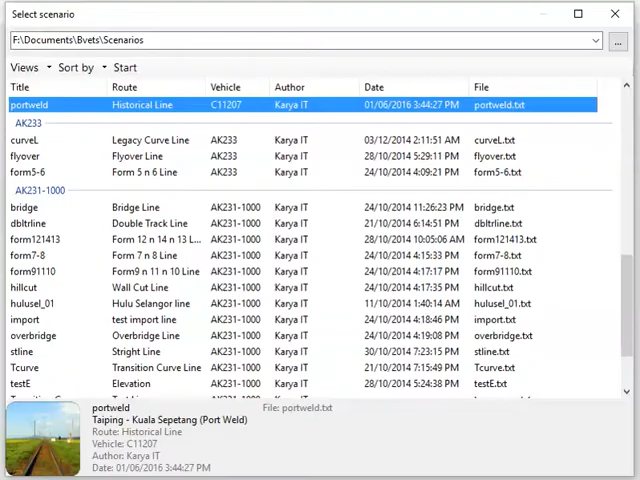 Select scenario
F:\Documents\Bvets\Scenarios
...
Views Sort by Start
Title Route Vehicle Author Date File
portweld Historical Line C11207 Karya IT 01/06/2016 3:44:27 PM portweld.txt
AK233
curveL Legacy Curve Line AK233 Karya IT 03/12/2014 2:11:51 AM curveL.txt
flyover Flyover Line AK233 Karya IT 28/10/2014 5:29:11 PM flyover.txt
form5-6 Form 5 n 6 Line AK233 Karya IT 24/10/2014 4:09:21 PM form5-6.txt
AK231-1000
bridge Bridge Line AK231-1000 Karya IT 24/10/2014 11:26:23 PM bridge.txt
dbltrline Double Track Line AK231-1000 Karya IT 21/10/2014 6:14:51 PM dbltrline.txt
form121413 Form 12 n 14 n 13 L... AK231-1000 Karya IT 28/10/2014 10:05:06 AM form121413.txt
form7-8 Form 7 n 8 Line AK231-1000 Karya IT 24/10/2014 4:15:33 PM form7-8.txt
form91110 Form9 n 11 n 10 Line AK231-1000 Karya IT 24/10/2014 4:17:17 PM form91110.txt
hillcut Wall Cut Line AK231-1000 Karya IT 24/10/2014 6:06:35 PM hillcut.txt
hulusel_01 Hulu Selangor line AK231-1000 Karya IT 11/10/2014 1:40:14 AM hulusel_01.txt
import test import line AK231-1000 Karya IT 24/10/2014 4:18:46 PM import.txt
overbridge Overbridge Line AK231-1000 Karya IT 24/10/2014 4:19:08 PM overbridge.txt
stline Stright Line AK231-1000 Karya IT 30/10/2014 7:23:15 PM stline.txt
Tcurve Transition Curve Line AK231-1000 Karya IT 21/10/2014 7:15:49 PM Tcurve.txt
testE Elevation AK231-1000 Karya IT 28/10/2014 5:24:38 PM testE.txt
portweld File: portweld.txt
Taiping - Kuala Sepetang (Port Weld)
Route: Historical Line
Vehicle: C11207
Author: Karya IT
Date: 01/06/2016 3:44:27 PM